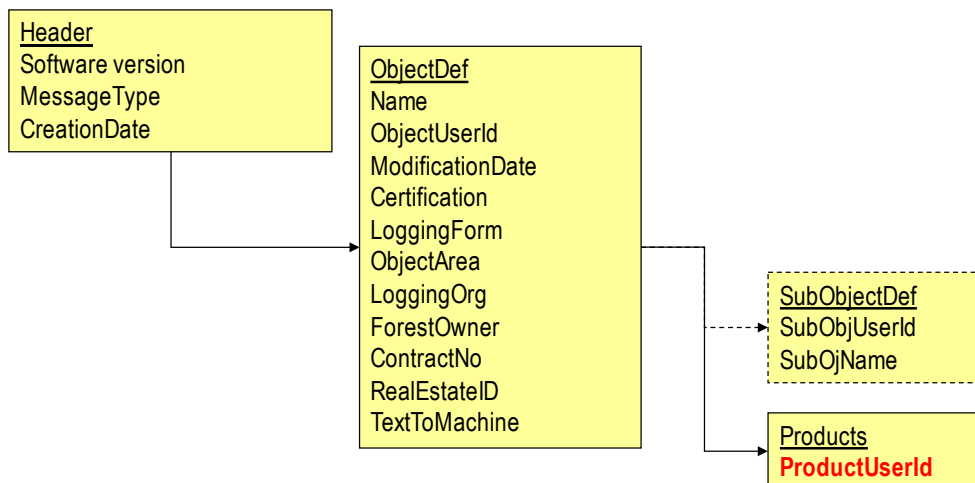 Header
Software version
MessageType
CreationDate
ObjectDef
Name
ObjectUserId
ModificationDate
Certification
LoggingForm
ObjectArea
LoggingOrg
ForestOwner
ContractNo
RealEstateID
TextToMachine
SubObjectDef
SubObjUserId
SubOjName
Products
ProductUserId